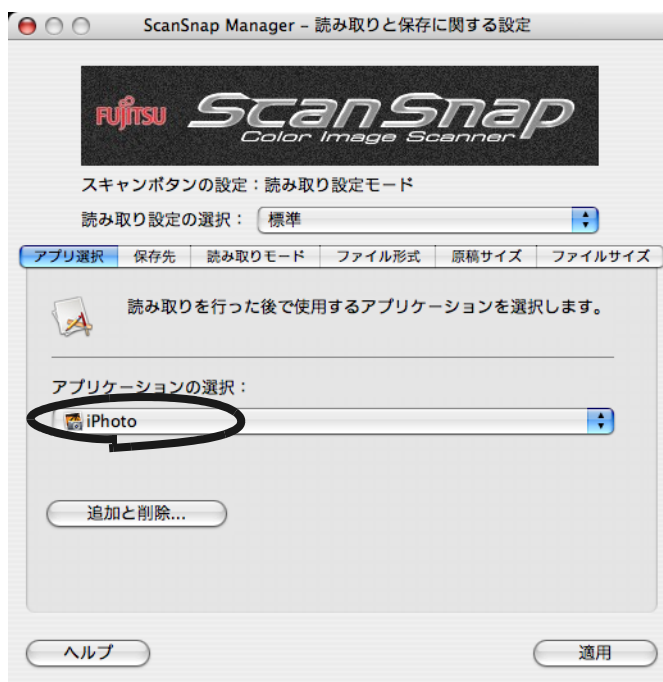 ScanSnap Manager – 読み取りと保存に関する設定
FUJITSU ScanSnap
Color Image Scanner
スキャンボタンの設定：読み取り設定モード
読み取り設定の選択： 標準
アプリ選択 保存先 読み取りモード ファイル形式 原稿サイズ ファイルサイズ
読み取りを行った後で使用するアプリケーションを選択します。
アプリケーションの選択：
iPhoto
追加と削除...
ヘルプ 適用